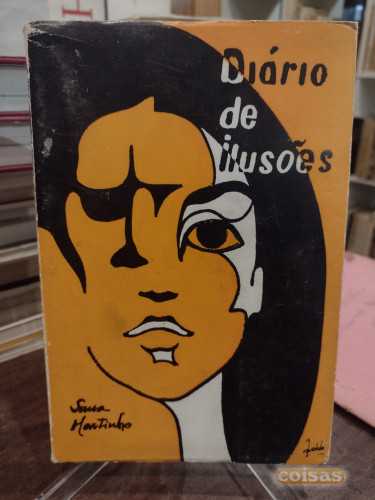 Diário
de
ilusões
Sousa
Martinho
coisas